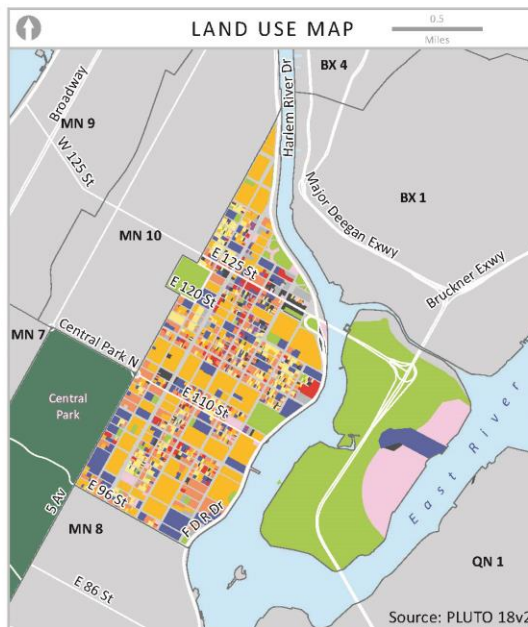 LAND USE MAP
0.5
Miles
BX 4
Broadway
Harlem River Dr
MN 9
W 125 St
Major Deegan Exwy
BX 1
MN 10
E 125 St
Bruckner Exwy
E 120 St
MN 7
Central Park N
Central
Park
E 110 St
East River
E 96 St
5 Av
F D R Dr
MN 8
QN 1
E 86 St
Source: PLUTO 18v2